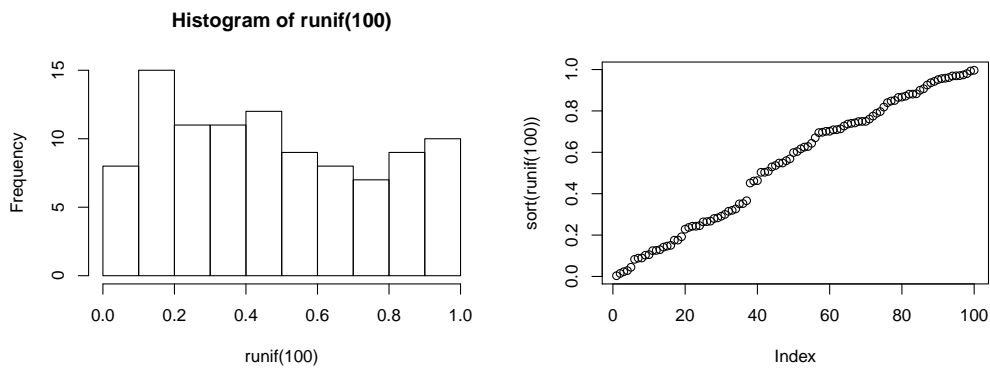 Histogram of runif(100)
Frequency
15
10
5
0
0.0 0.2 0.4 0.6 0.8 1.0
runif(100)
sort(runif(100))
1.0
0.8
0.6
0.4
0.2
0.0
0 20 40 60 80 100
Index